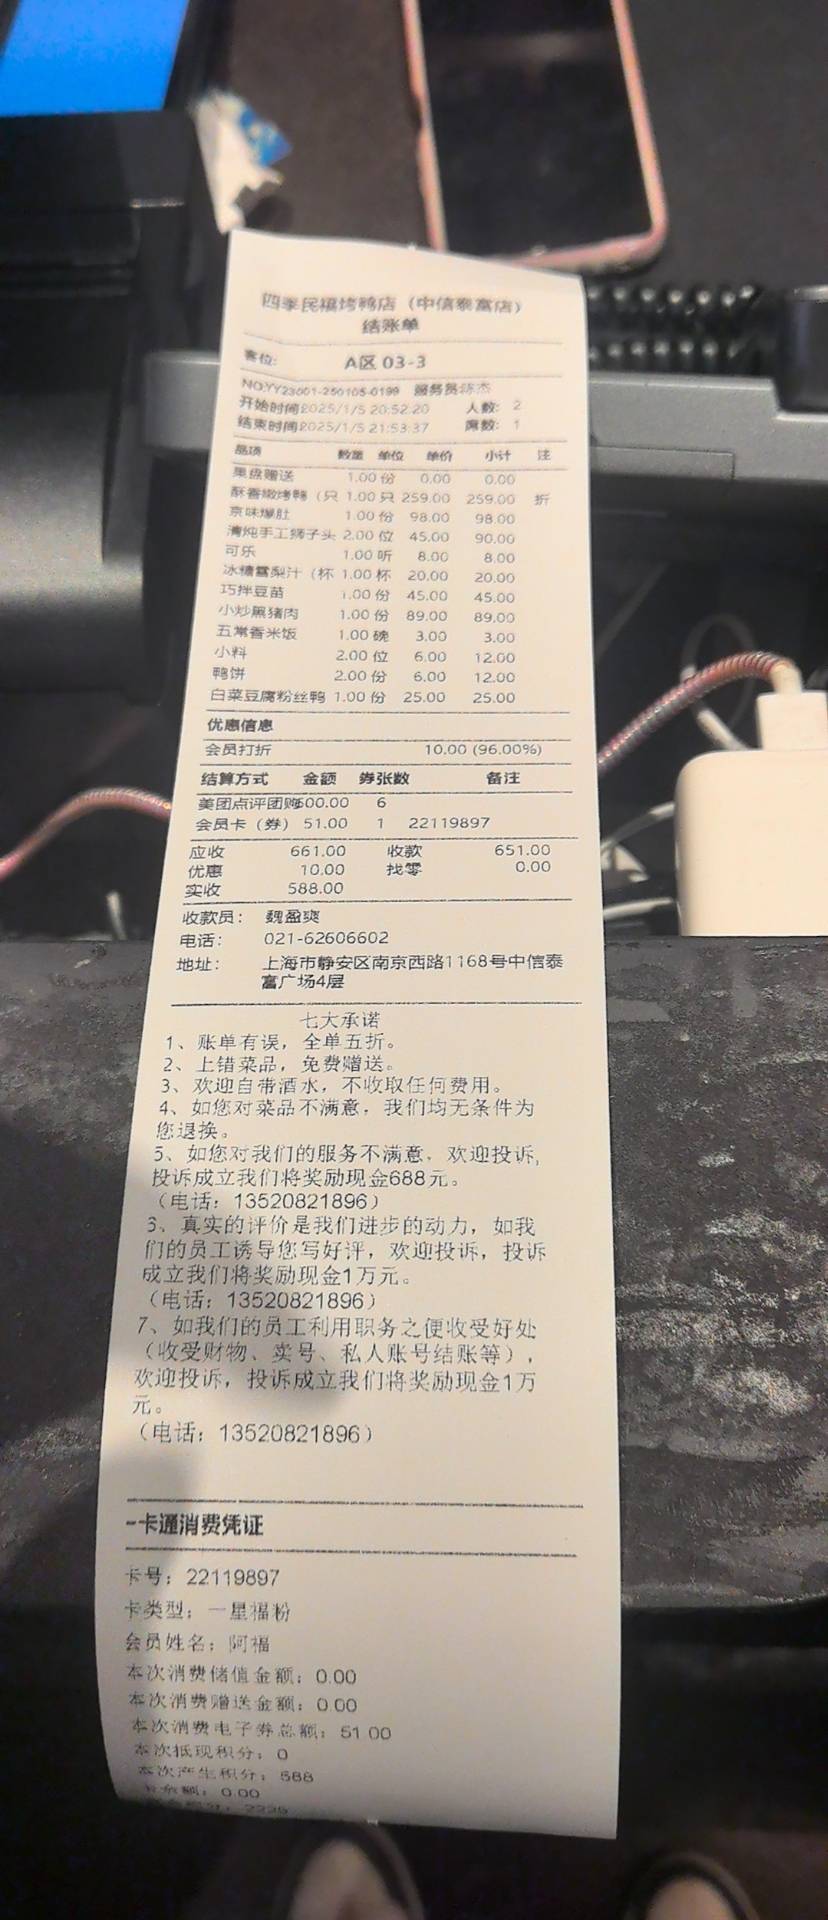 四季民福烤鸭店（中信泰富店）
结账单
客位: A区 03-3
NO:YY23001-250105-0199 服务员:陈杰
开始时间2025/1/5 20:52:20 人数: 2
结束时间2025/1/5 21:53:37 席数: 1
品项 数量 单位 单价 小计 注
果盘赠送 1.00 份 0.00 0.00
酥香嫩烤鸭（只 1.00 只 259.00 259.00 折
京味爆肚 1.00 份 98.00 98.00
清炖手工狮子头 2.00 位 45.00 90.00
可乐 1.00 听 8.00 8.00
冰糖雪梨汁（杯 1.00 杯 20.00 20.00
巧拌豆苗 1.00 份 45.00 45.00
小炒黑猪肉 1.00 份 89.00 89.00
五常香米饭 1.00 碗 3.00 3.00
小料 2.00 位 6.00 12.00
鸭饼 2.00 份 6.00 12.00
白菜豆腐粉丝鸭 1.00 份 25.00 25.00
优惠信息
会员打折 10.00 (96.00%)
结算方式 金额 券张数 备注
美团点评团购600.00 6
会员卡（券）51.00 1 22119897
应收 661.00 收款 651.00
优惠 10.00 找零 0.00
实收 588.00
收款员: 魏盈爽
电话: 021-62606602
地址: 上海市静安区南京西路1168号中信泰
富广场4层
七大承诺
1、账单有误，全单五折。
2、上错菜品，免费赠送。
3、欢迎自带酒水，不收取任何费用。
4、如您对菜品不满意，我们均无条件为
您退换。
5、如您对我们的服务不满意，欢迎投诉，
投诉成立我们将奖励现金688元。
（电话：13520821896）
6、真实的评价是我们进步的动力，如我
们的员工诱导您写好评，欢迎投诉，投诉
成立我们将奖励现金1万元。
（电话：13520821896）
7、如我们的员工利用职务之便收受好处
（收受财物、卖号、私人账号结账等），
欢迎投诉，投诉成立我们将奖励现金1万
元。
（电话：13520821896）
一卡通消费凭证
卡号：22119897
卡类型：一星福粉
会员姓名：阿福
本次消费储值金额：0.00
本次消费赠送金额：0.00
本次消费电子券总额：51.00
本次抵现积分：0
本次产生积分：588
卡余额：0.00